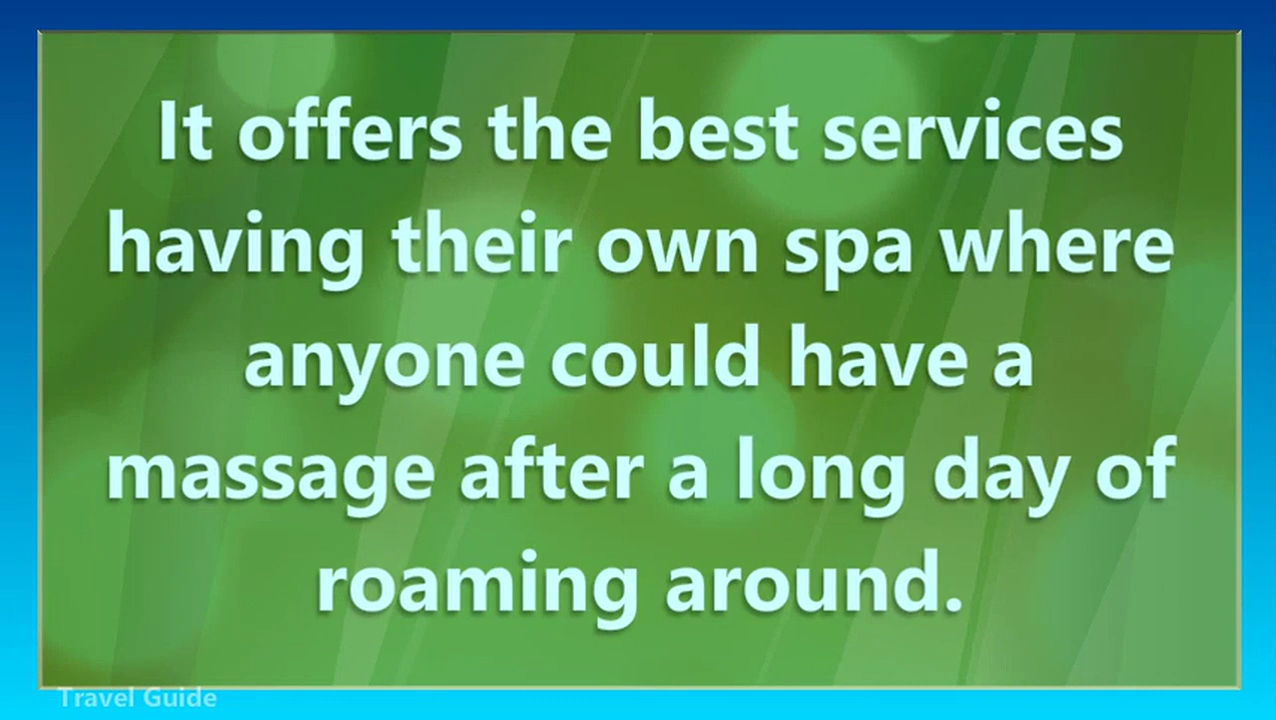 It offers the best services
having their own spa where
anyone could have a
massage after a long day of
roaming around.
Travel Guide